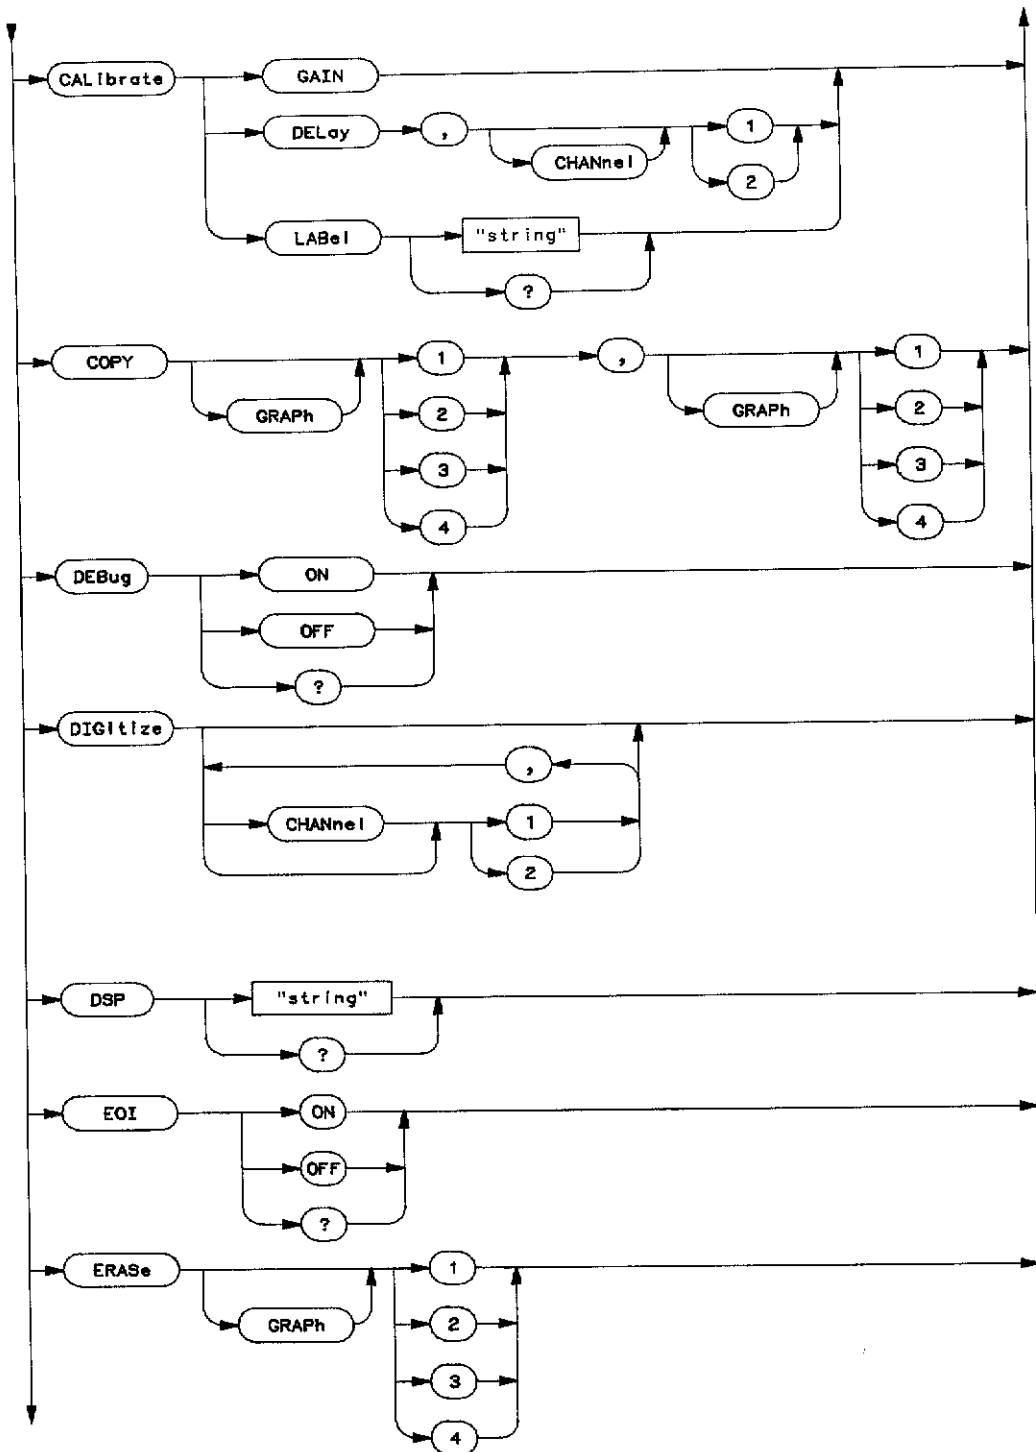 CALibrate GAIN
DELay , CHANnel 1
2
LABel "string"
?
COPY GRAPh 1 , GRAPh 1
2 2
3 3
4 4
DEBug ON
OFF
?
DIGitize ,
CHANnel 1
2
DSP "string"
?
EOI ON
OFF
?
ERASe GRAPh 1
2
3
4